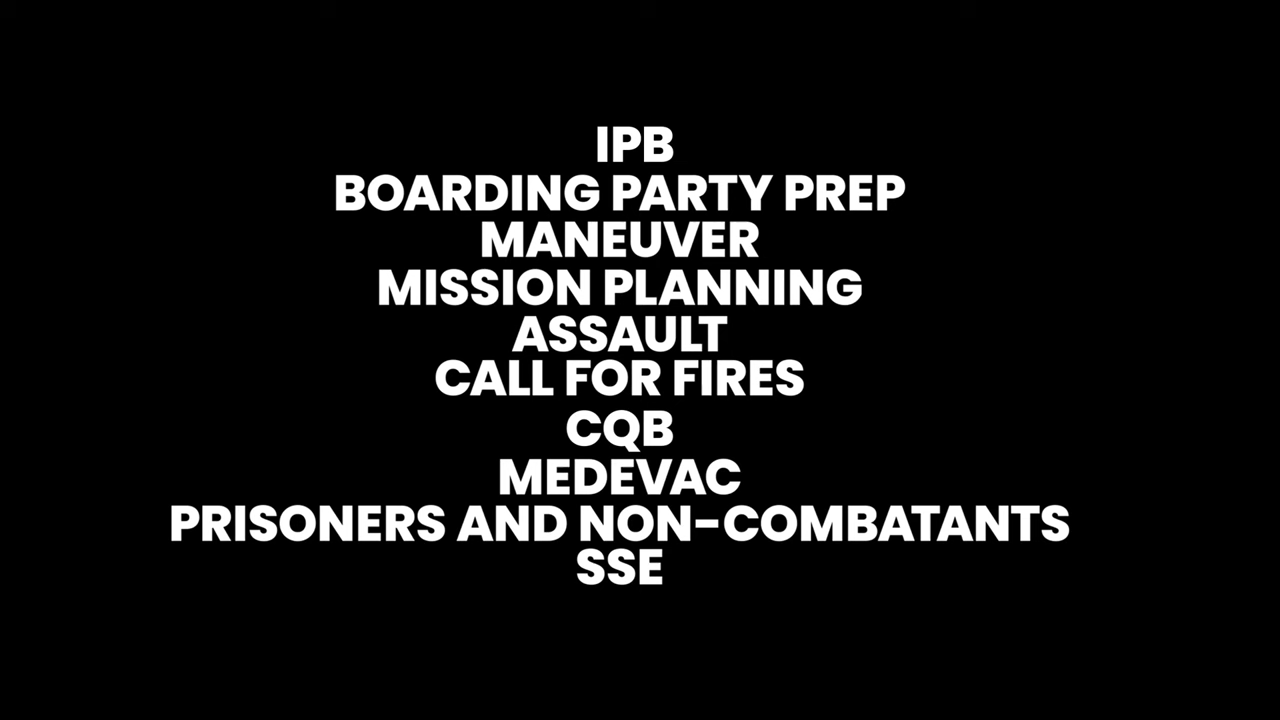 IPB
BOARDING PARTY PREP
MANEUVER
MISSION PLANNING
ASSAULT
CALL FOR FIRES
CQB
MEDEVAC
PRISONERS AND NON-COMBATANTS
SSE